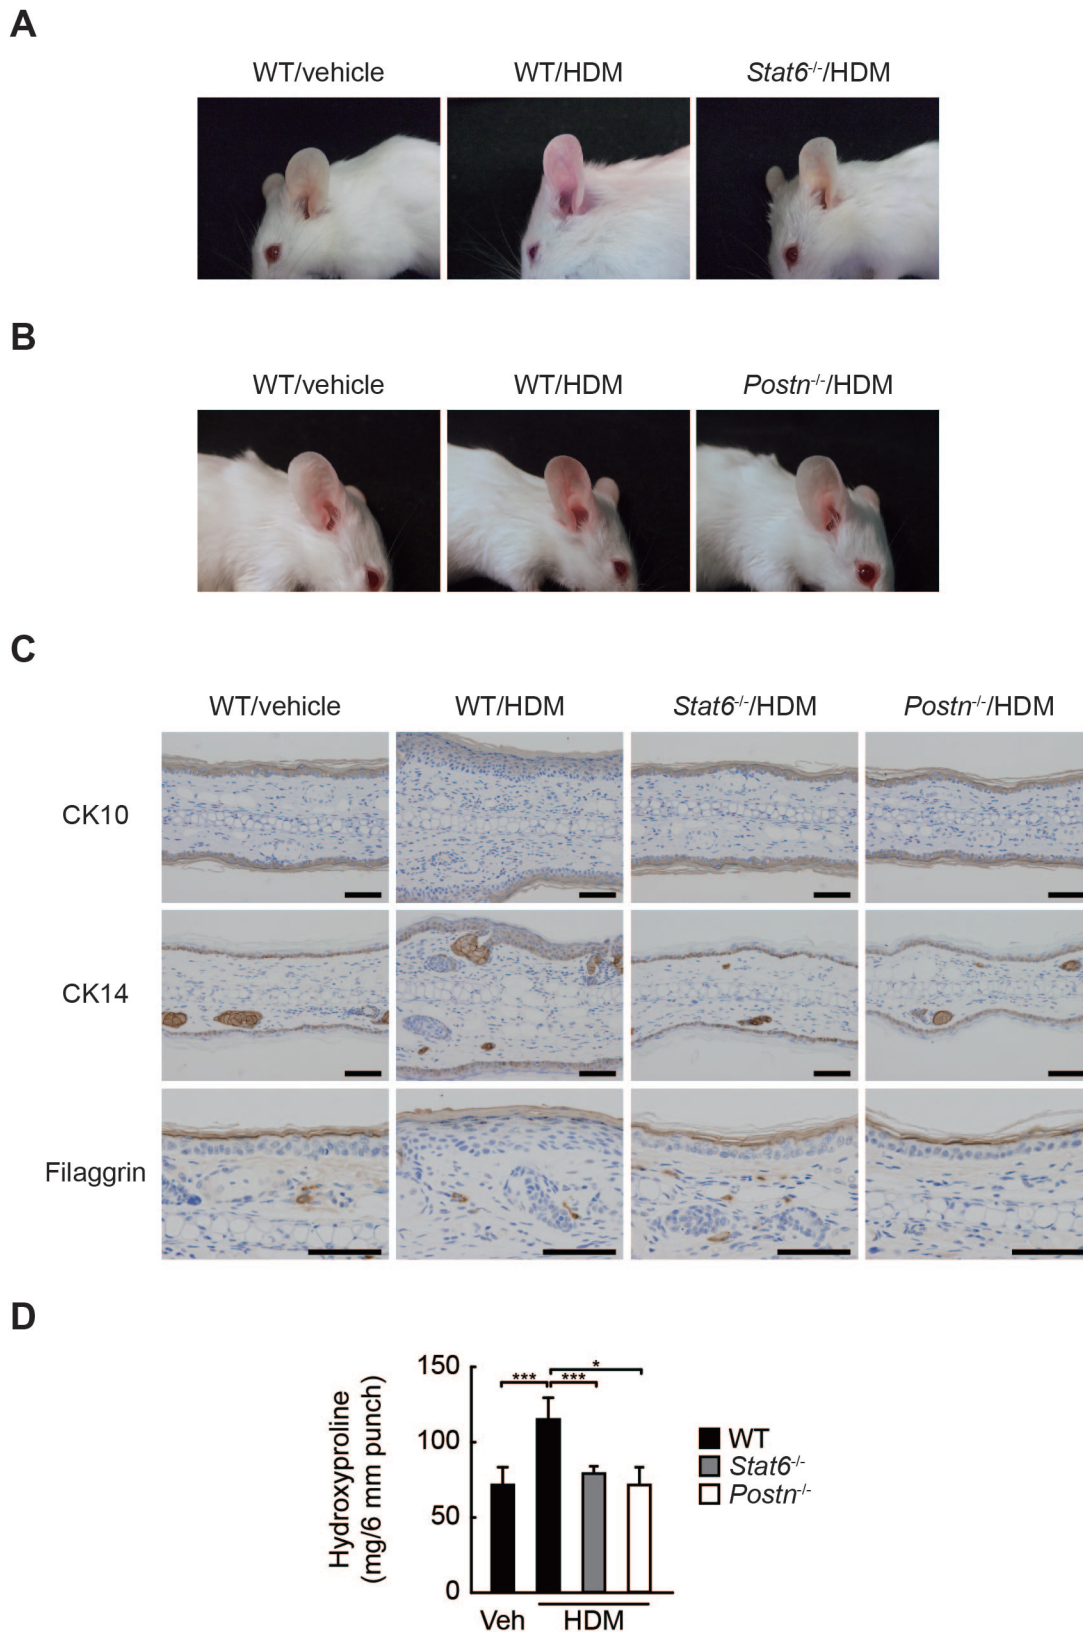 A
WT/vehicle WT/HDM Stat6-/-/HDM
B
WT/vehicle WT/HDM Postn-/-/HDM
C
WT/vehicle WT/HDM Stat6-/-/HDM Postn-/-/HDM
CK10
CK14
Filaggrin
D
Hydroxyproline
(mg/6 mm punch)
150
100
50
0
*
*** ***
Veh HDM
WT
Stat6-/-
Postn-/-